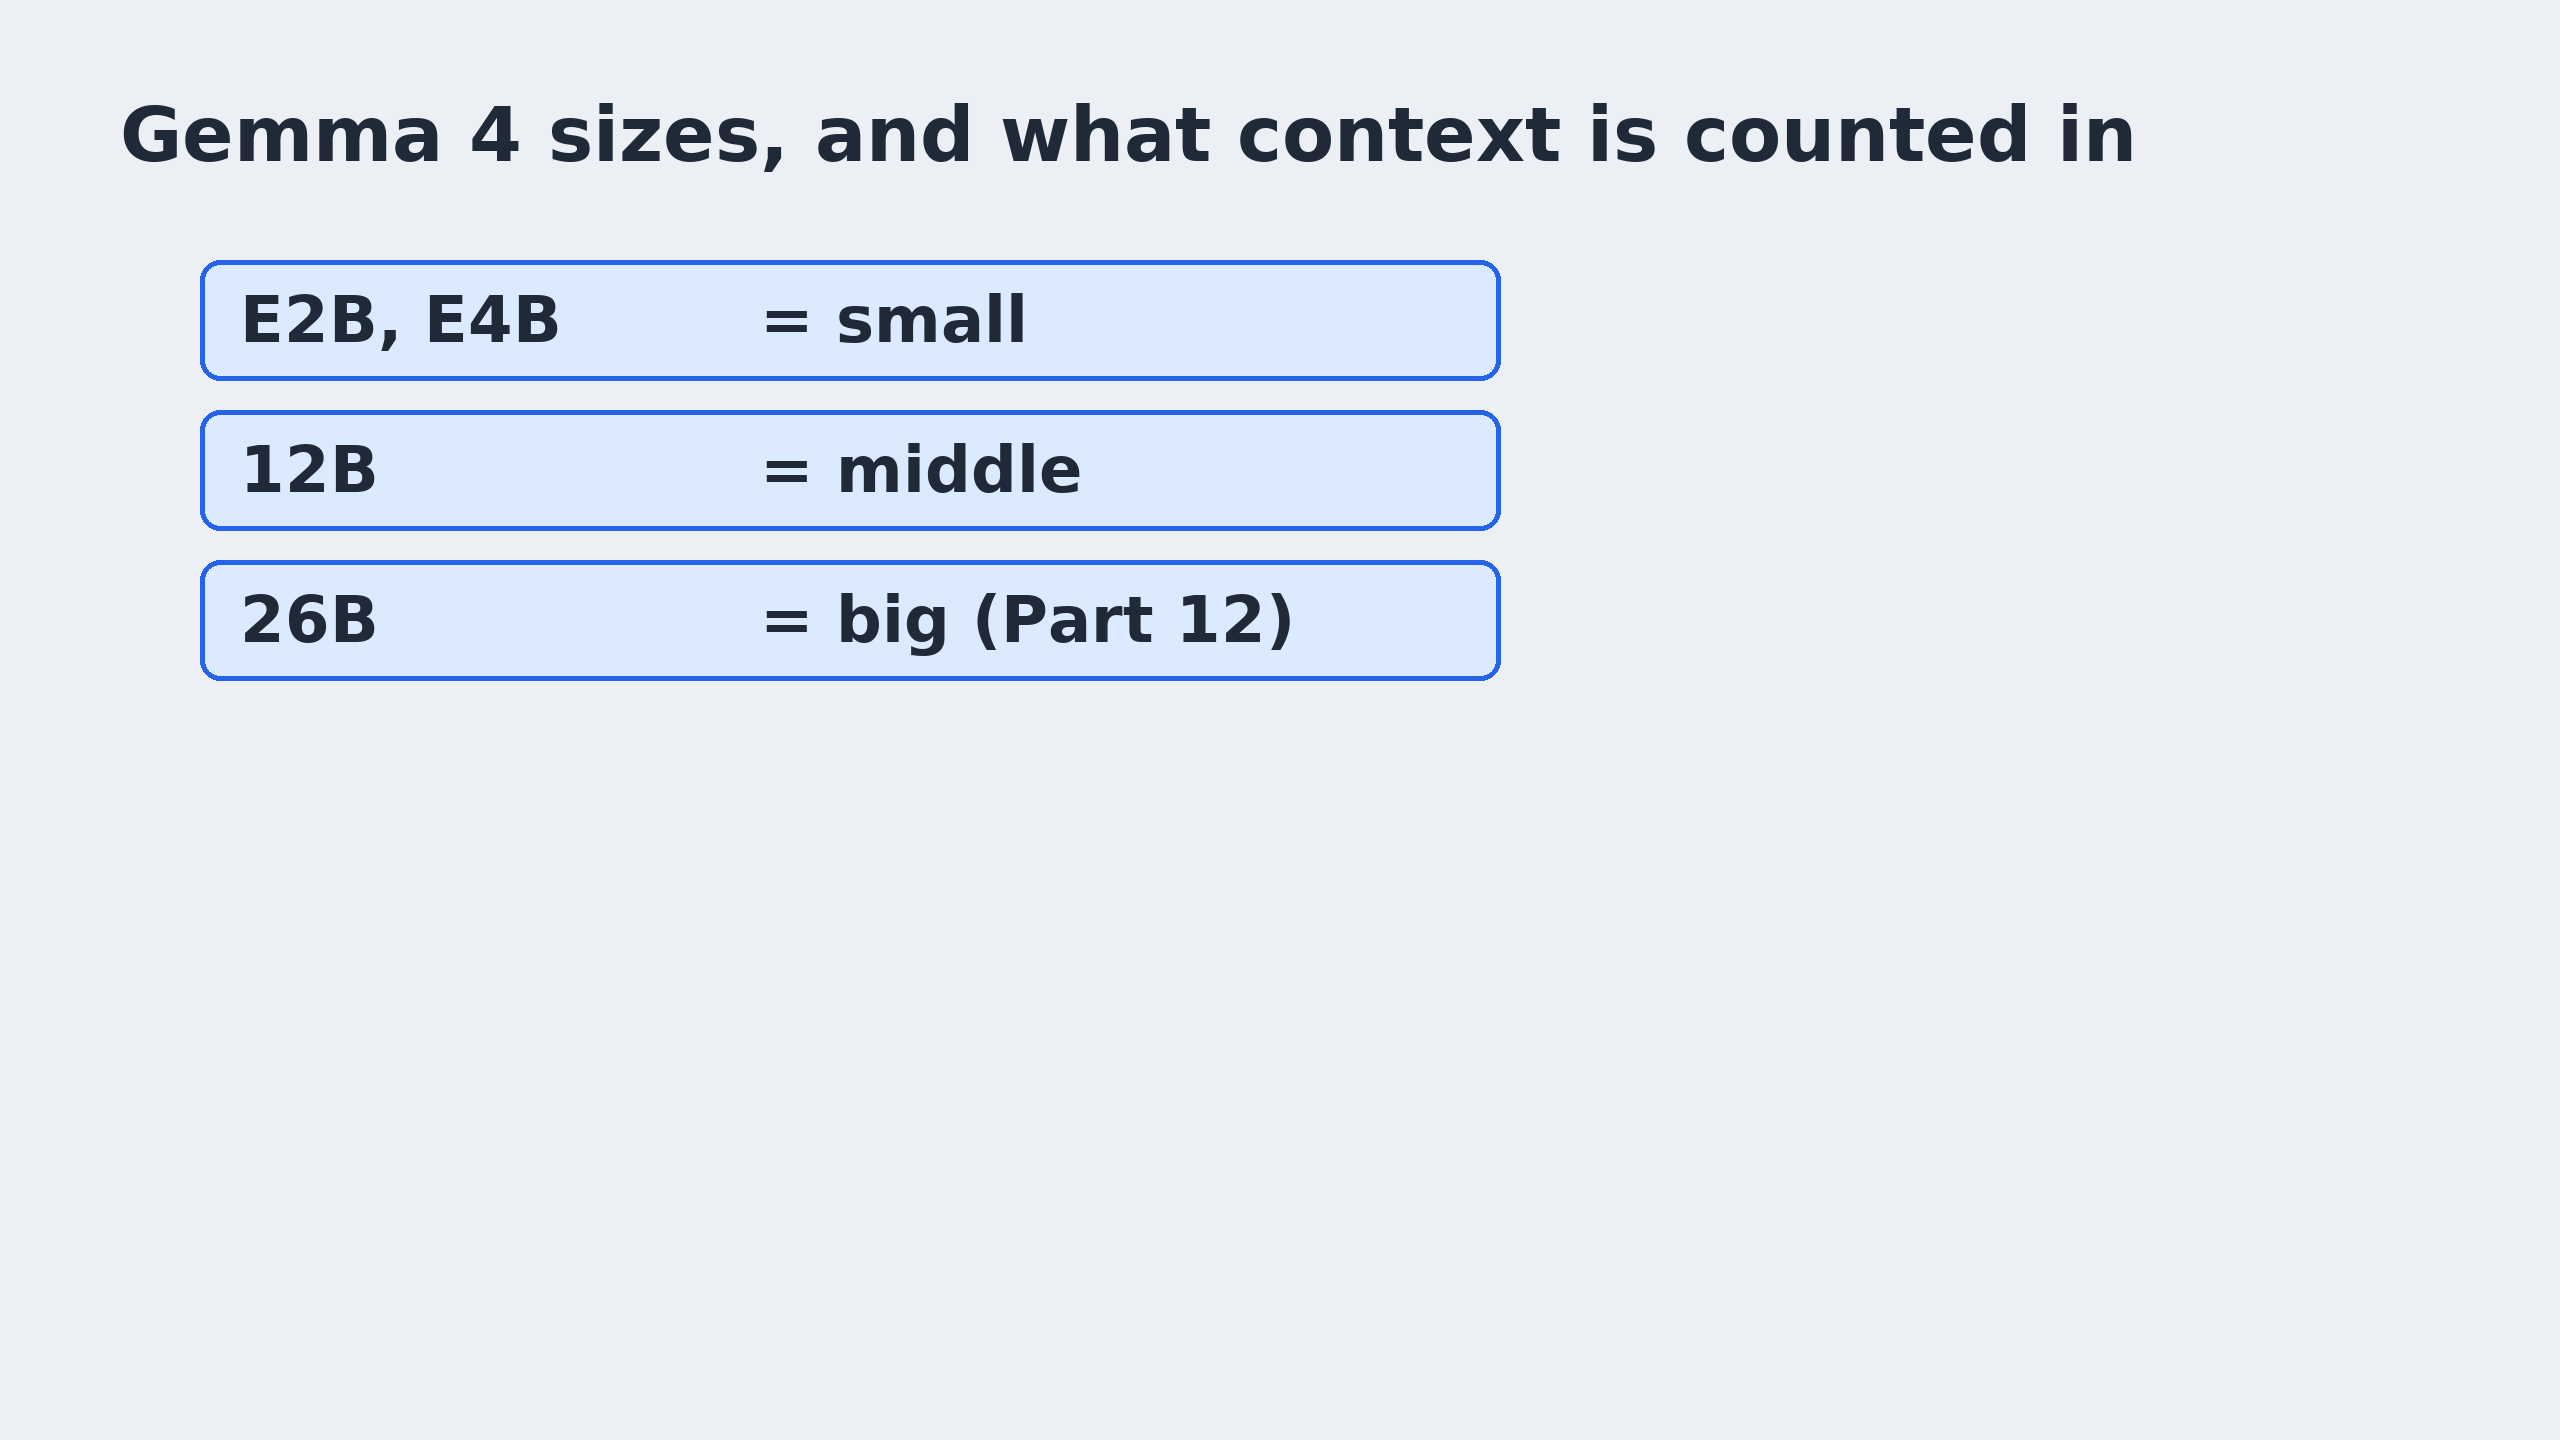 Gemma 4 sizes, and what context is counted in
E2B, E4B = small
12B = middle
26B = big (Part 12)